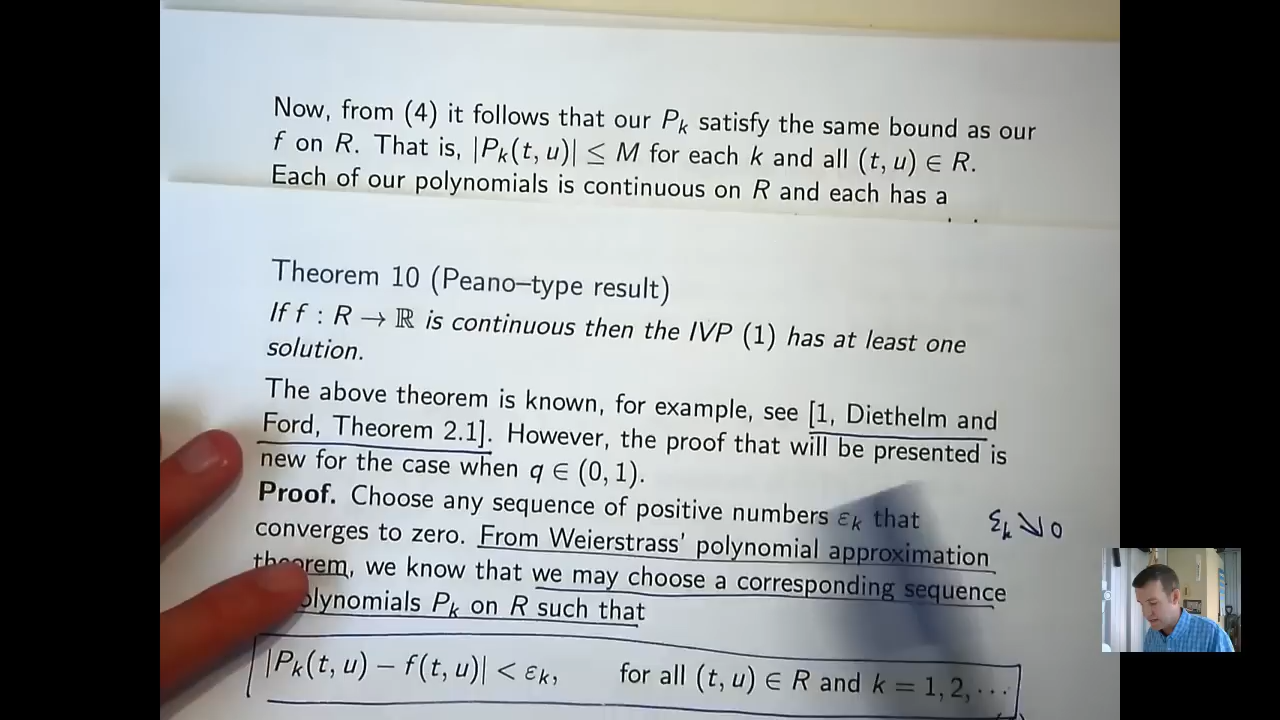 Now, from (4) it follows that our P_k satisfy the same bound as our
f on R. That is, |P_k(t, u)| ≤ M for each k and all (t, u) ∈ R.
Each of our polynomials is continuous on R and each has a
Theorem 10 (Peano–type result)
If f : R → ℝ is continuous then the IVP (1) has at least one
solution.
The above theorem is known, for example, see [1, Diethelm and
Ford, Theorem 2.1]. However, the proof that will be presented is
new for the case when q ∈ (0, 1).
Proof. Choose any sequence of positive numbers ε_k that
converges to zero. From Weierstrass' polynomial approximation
ε_k ↘ 0
theorem, we know that we may choose a corresponding sequence
polynomials P_k on R such that
|P_k(t, u) − f(t, u)| < ε_k, for all (t, u) ∈ R and k = 1, 2, ⋯